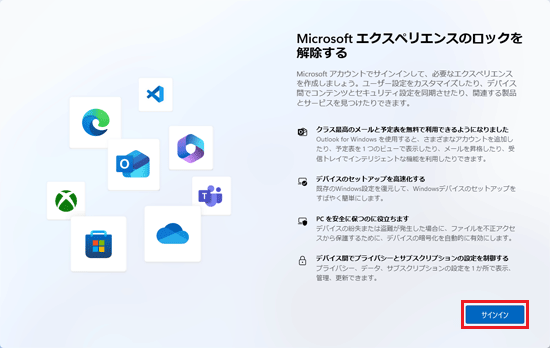 Microsoft エクスペリエンスのロックを
解除する
Microsoft アカウントでサインインして、必要なエクスペリエンス
を作成しましょう。ユーザー設定をカスタマイズしたり、デバイス
間でコンテンツとセキュリティ設定を同期させたり、関連する製品
とサービスを見つけたりできます。
クラス最高のメールと予定表を無料で利用できるようになりました
Outlook for Windows を使用すると、さまざまなアカウントを追加し
たり、予定表を 1 つのビューで表示したり、メールを昇格したり、受
信トレイでインテリジェントな機能を利用したりできます。
デバイスのセットアップを高速化する
既存のWindows設定を復元して、Windowsデバイスのセットアップを
すばやく簡単にします。
PC を安全に保つのに役立ちます
デバイスの紛失または盗難が発生した場合に、ファイルを不正アクセ
スから保護するために、デバイスの暗号化を自動的に有効にします。
デバイス間でプライバシーとサブスクリプションの設定を制御する
プライバシー、データ、サブスクリプションの設定を 1 か所で表示、
管理、更新できます。
サインイン